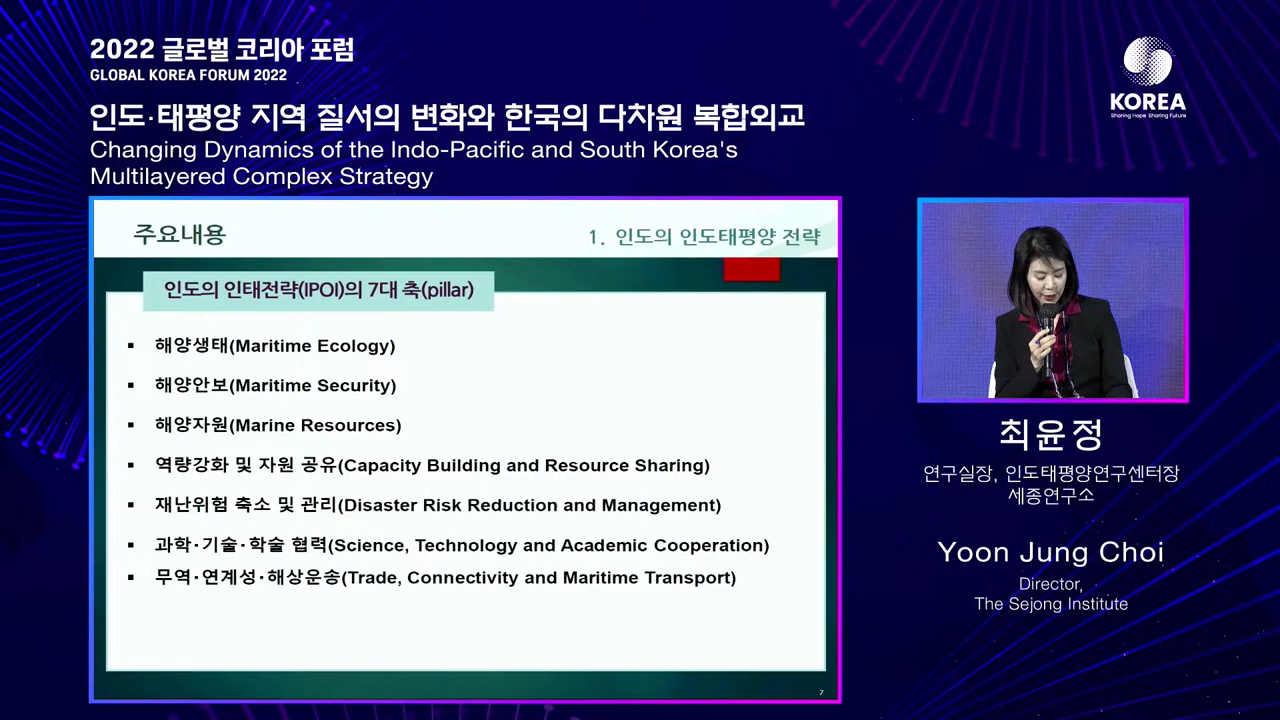 2022 글로벌 코리아 포럼
GLOBAL KOREA FORUM 2022
KOREA
Sharing Hope Sharing Future
인도·태평양 지역 질서의 변화와 한국의 다차원 복합외교
Changing Dynamics of the Indo-Pacific and South Korea's
Multilayered Complex Strategy
주요내용
1. 인도의 인도태평양 전략
인도의 인태전략(IPOI)의 7대 축(pillar)
▪ 해양생태(Maritime Ecology)
▪ 해양안보(Maritime Security)
▪ 해양자원(Marine Resources)
▪ 역량강화 및 자원 공유(Capacity Building and Resource Sharing)
▪ 재난위험 축소 및 관리(Disaster Risk Reduction and Management)
▪ 과학·기술·학술 협력(Science, Technology and Academic Cooperation)
▪ 무역·연계성·해상운송(Trade, Connectivity and Maritime Transport)
7
최윤정
연구실장, 인도태평양연구센터장
세종연구소
Yoon Jung Choi
Director,
The Sejong Institute